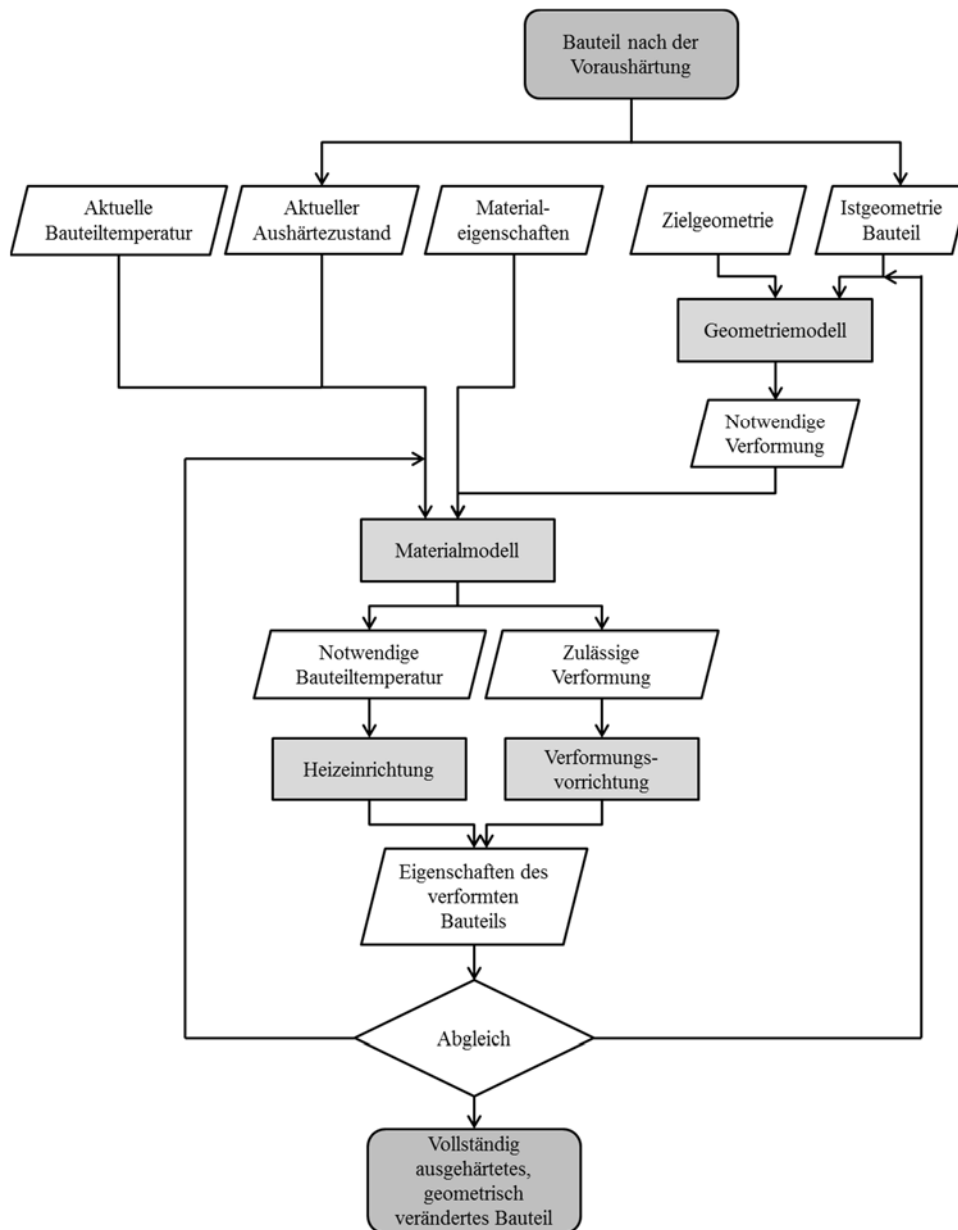 Bauteil nach der
Voraushärtung
Aktuelle
Bauteiltemperatur
Aktueller
Aushärtezustand
Material-
eigenschaften
Zielgeometrie
Istgeometrie
Bauteil
Geometriemodell
Notwendige
Verformung
Materialmodell
Notwendige
Bauteiltemperatur
Zulässige
Verformung
Heizeinrichtung
Verformungs-
vorrichtung
Eigenschaften des
verformten
Bauteils
Abgleich
Vollständig
ausgehärtetes,
geometrisch
verändertes Bauteil